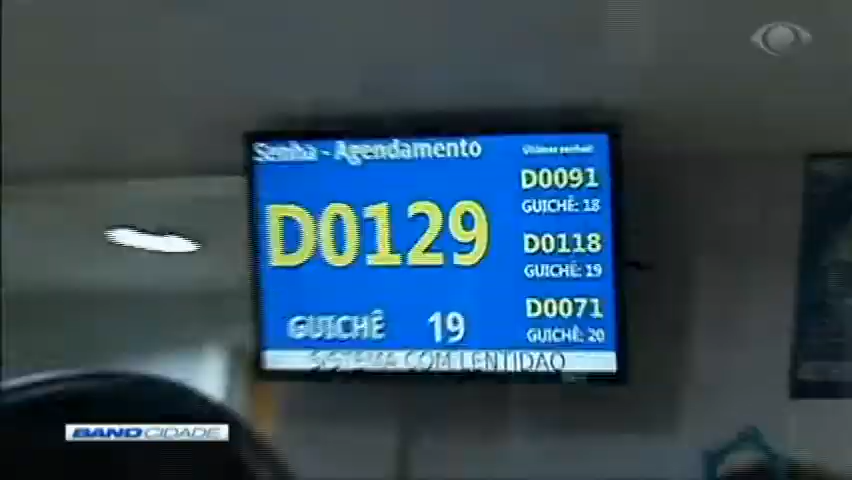 Senha - Agendamento
D0129
GUICHÊ 19
Últimas senhas:
D0091
GUICHÊ: 18
D0118
GUICHÊ: 19
D0071
GUICHÊ: 20
SISTEMA COM LENTIDAO
BAND CIDADE